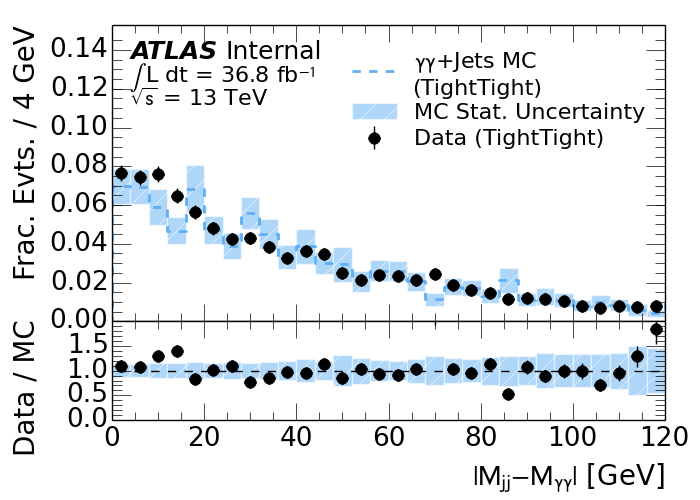 ATLAS Internal
∫L dt = 36.8 fb⁻¹
√s = 13 TeV
γγ+Jets MC
(TightTight)
MC Stat. Uncertainty
Data (TightTight)
Frac. Evts. / 4 GeV
0.14
0.12
0.10
0.08
0.06
0.04
0.02
0.00
Data / MC
1.5
1.0
0.5
0.0
0 20 40 60 80 100 120
|Mjj−Mγγ| [GeV]